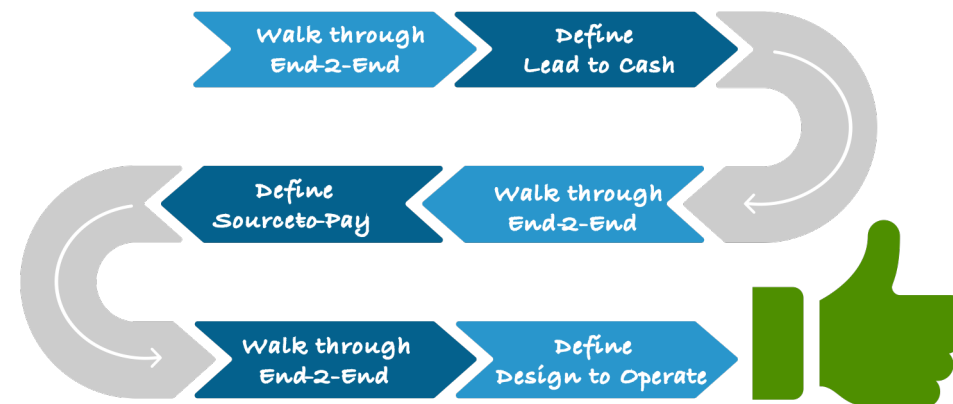 Walk through
End-2-End
Define
Lead to Cash
Walk through
End-2-End
Define
Sourceto-Pay
Walk through
End-2-End
Define
Design to Operate